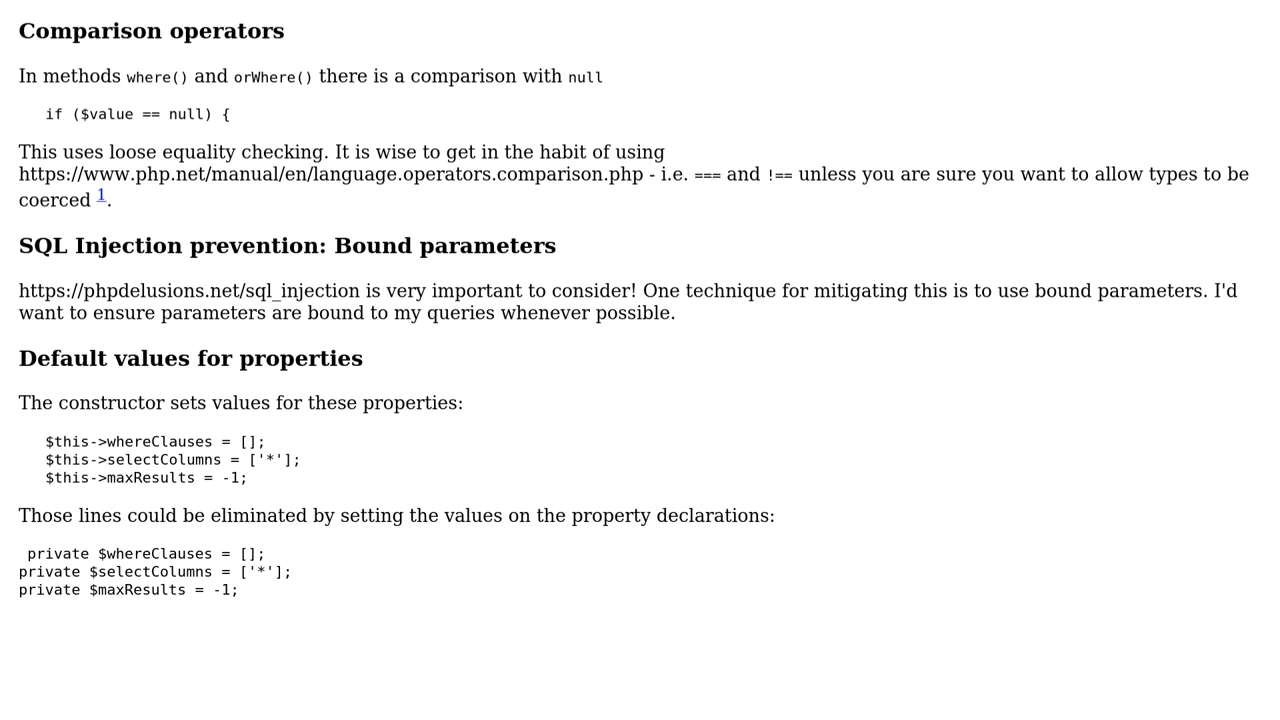 Comparison operators
In methods where() and orWhere() there is a comparison with null
if ($value == null) {
This uses loose equality checking. It is wise to get in the habit of using
https://www.php.net/manual/en/language.operators.comparison.php - i.e. === and !== unless you are sure you want to allow types to be
coerced 1.
SQL Injection prevention: Bound parameters
https://phpdelusions.net/sql_injection is very important to consider! One technique for mitigating this is to use bound parameters. I'd
want to ensure parameters are bound to my queries whenever possible.
Default values for properties
The constructor sets values for these properties:
$this->whereClauses = [];
$this->selectColumns = ['*'];
$this->maxResults = -1;
Those lines could be eliminated by setting the values on the property declarations:
private $whereClauses = [];
private $selectColumns = ['*'];
private $maxResults = -1;